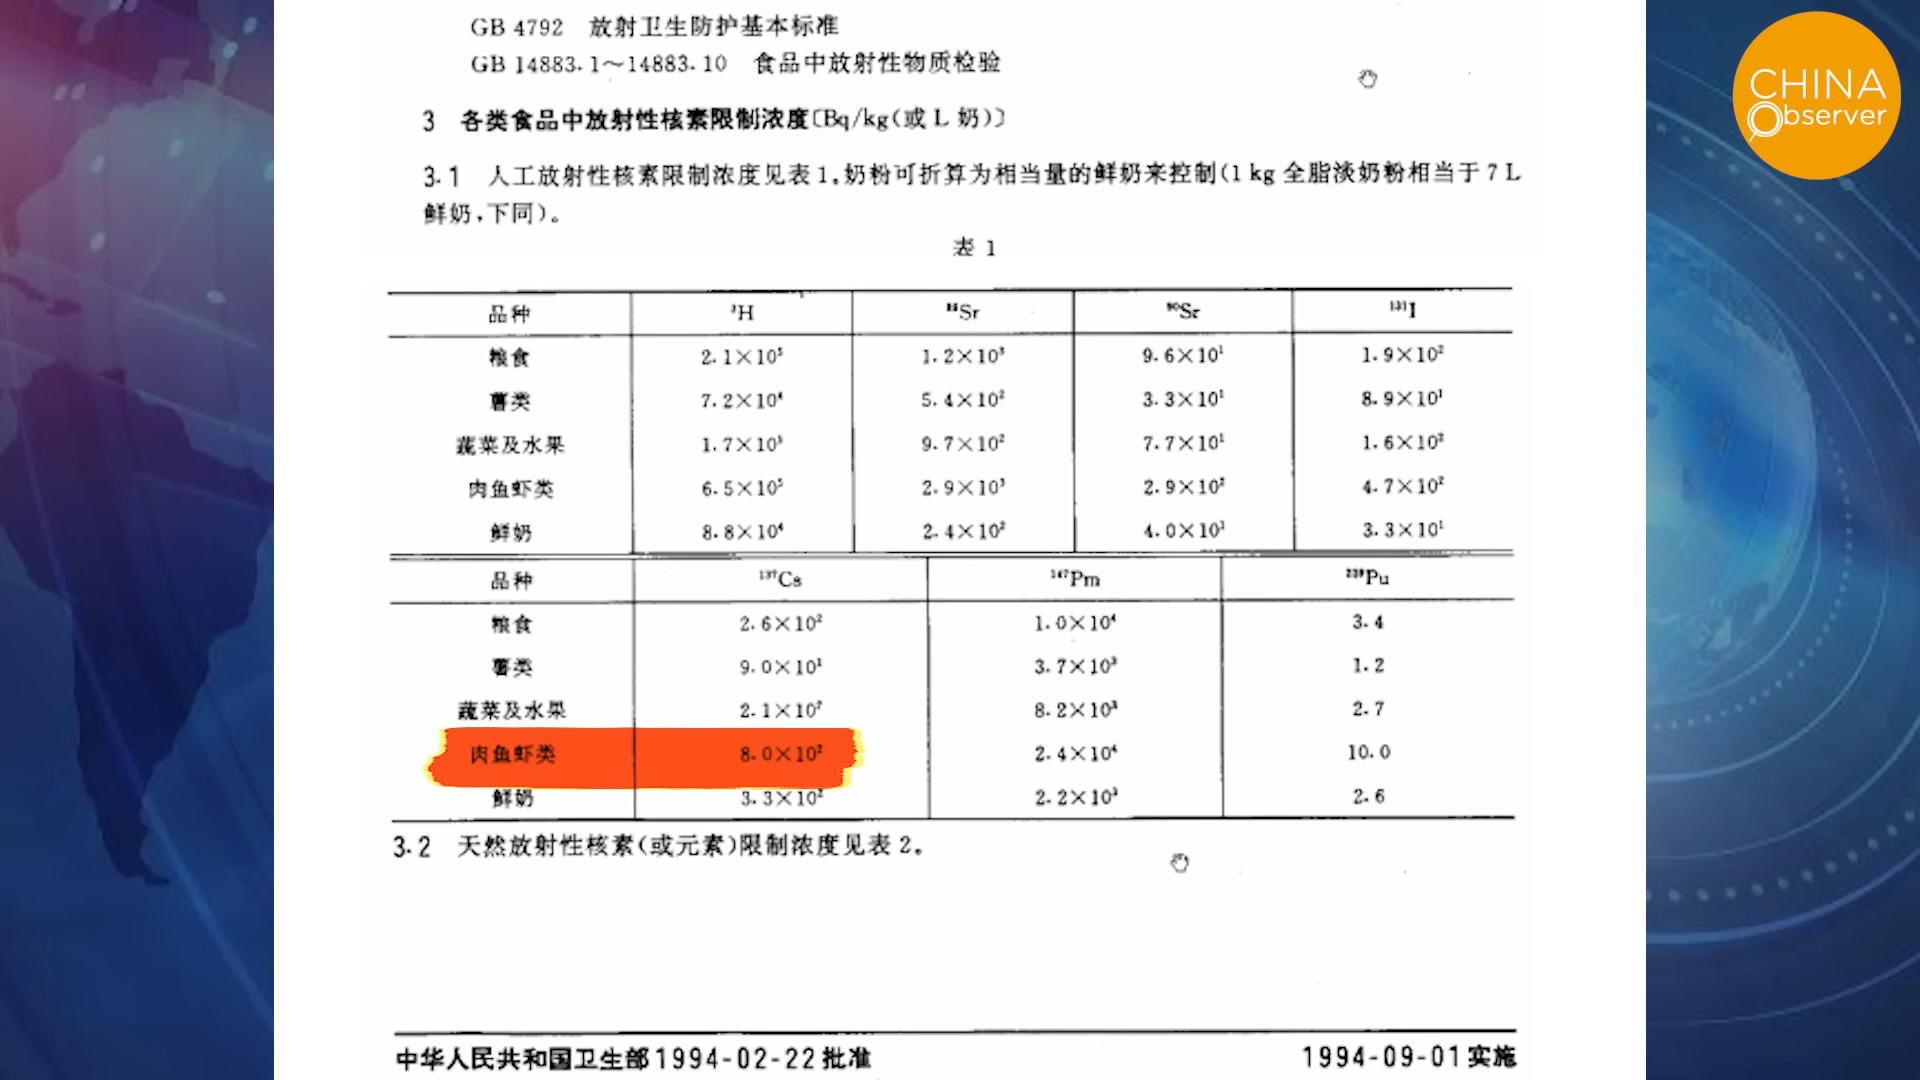 GB 4792 放射卫生防护基本标准
GB 14883.1~14883.10 食品中放射性物质检验
CHINA
Observer
3 各类食品中放射性核素限制浓度〔Bq/kg(或 L 奶)〕
3.1 人工放射性核素限制浓度见表1,奶粉可折算为相当量的鲜奶来控制(1 kg 全脂淡奶粉相当于 7 L
鲜奶,下同)。
表 1
品种 ³H ⁸⁹Sr ⁹⁰Sr ¹³¹I
粮食 2.1×10⁵ 1.2×10³ 9.6×10¹ 1.9×10²
薯类 7.2×10⁴ 5.4×10² 3.3×10¹ 8.9×10¹
蔬菜及水果 1.7×10⁵ 9.7×10² 7.7×10¹ 1.6×10²
肉鱼虾类 6.5×10⁵ 2.9×10³ 2.9×10² 4.7×10²
鲜奶 8.8×10⁴ 2.4×10² 4.0×10¹ 3.3×10¹
品种 ¹³⁷Cs ¹⁴⁷Pm ²³⁹Pu
粮食 2.6×10² 1.0×10⁴ 3.4
薯类 9.0×10¹ 3.7×10³ 1.2
蔬菜及水果 2.1×10² 8.2×10³ 2.7
肉鱼虾类 8.0×10² 2.4×10⁴ 10.0
鲜奶 3.3×10² 2.2×10³ 2.6
3.2 天然放射性核素(或元素)限制浓度见表 2。
中华人民共和国卫生部1994-02-22批准 1994-09-01实施